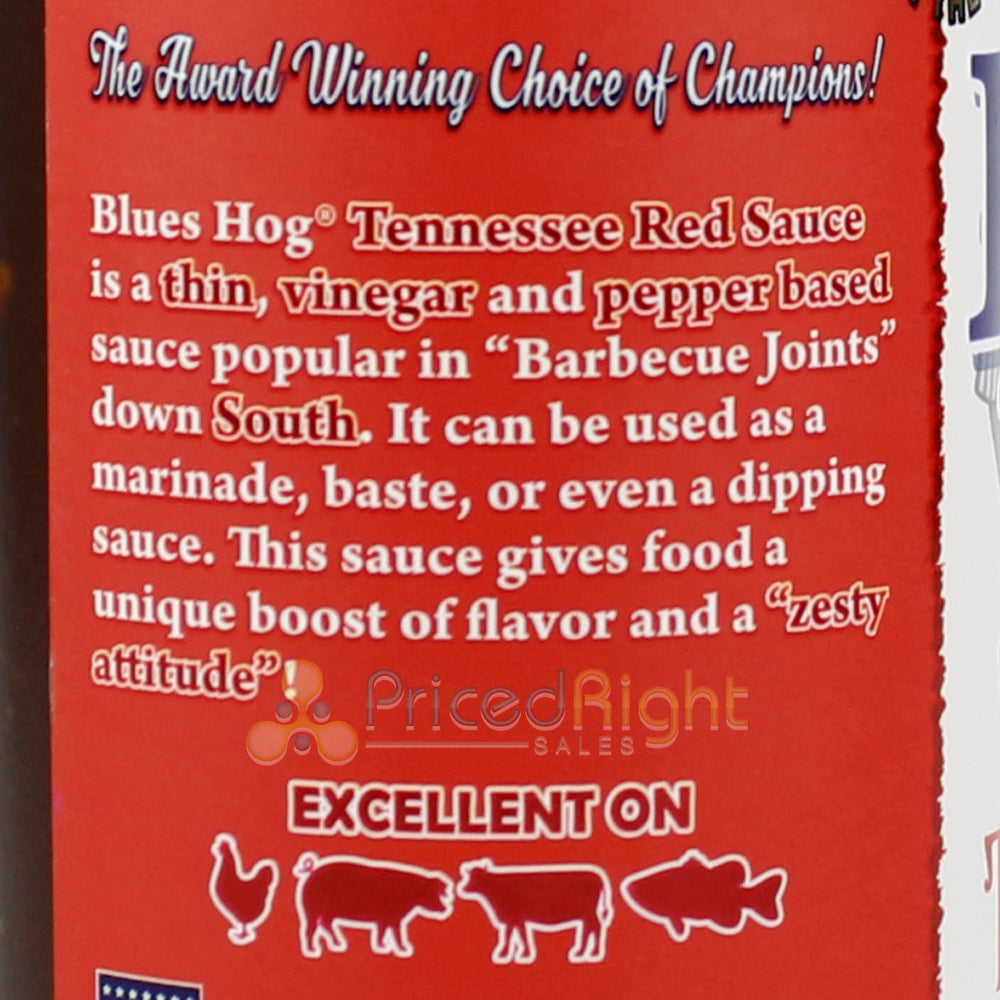 The Award Winning Choice of Champions!
Blues Hog® Tennessee Red Sauce
is a thin, vinegar and pepper based
sauce popular in “Barbecue Joints”
down South. It can be used as a
marinade, baste, or even a dipping
sauce. This sauce gives food a
unique boost of flavor and a “zesty
attitude”!
PricedRight
SALES
EXCELLENT ON